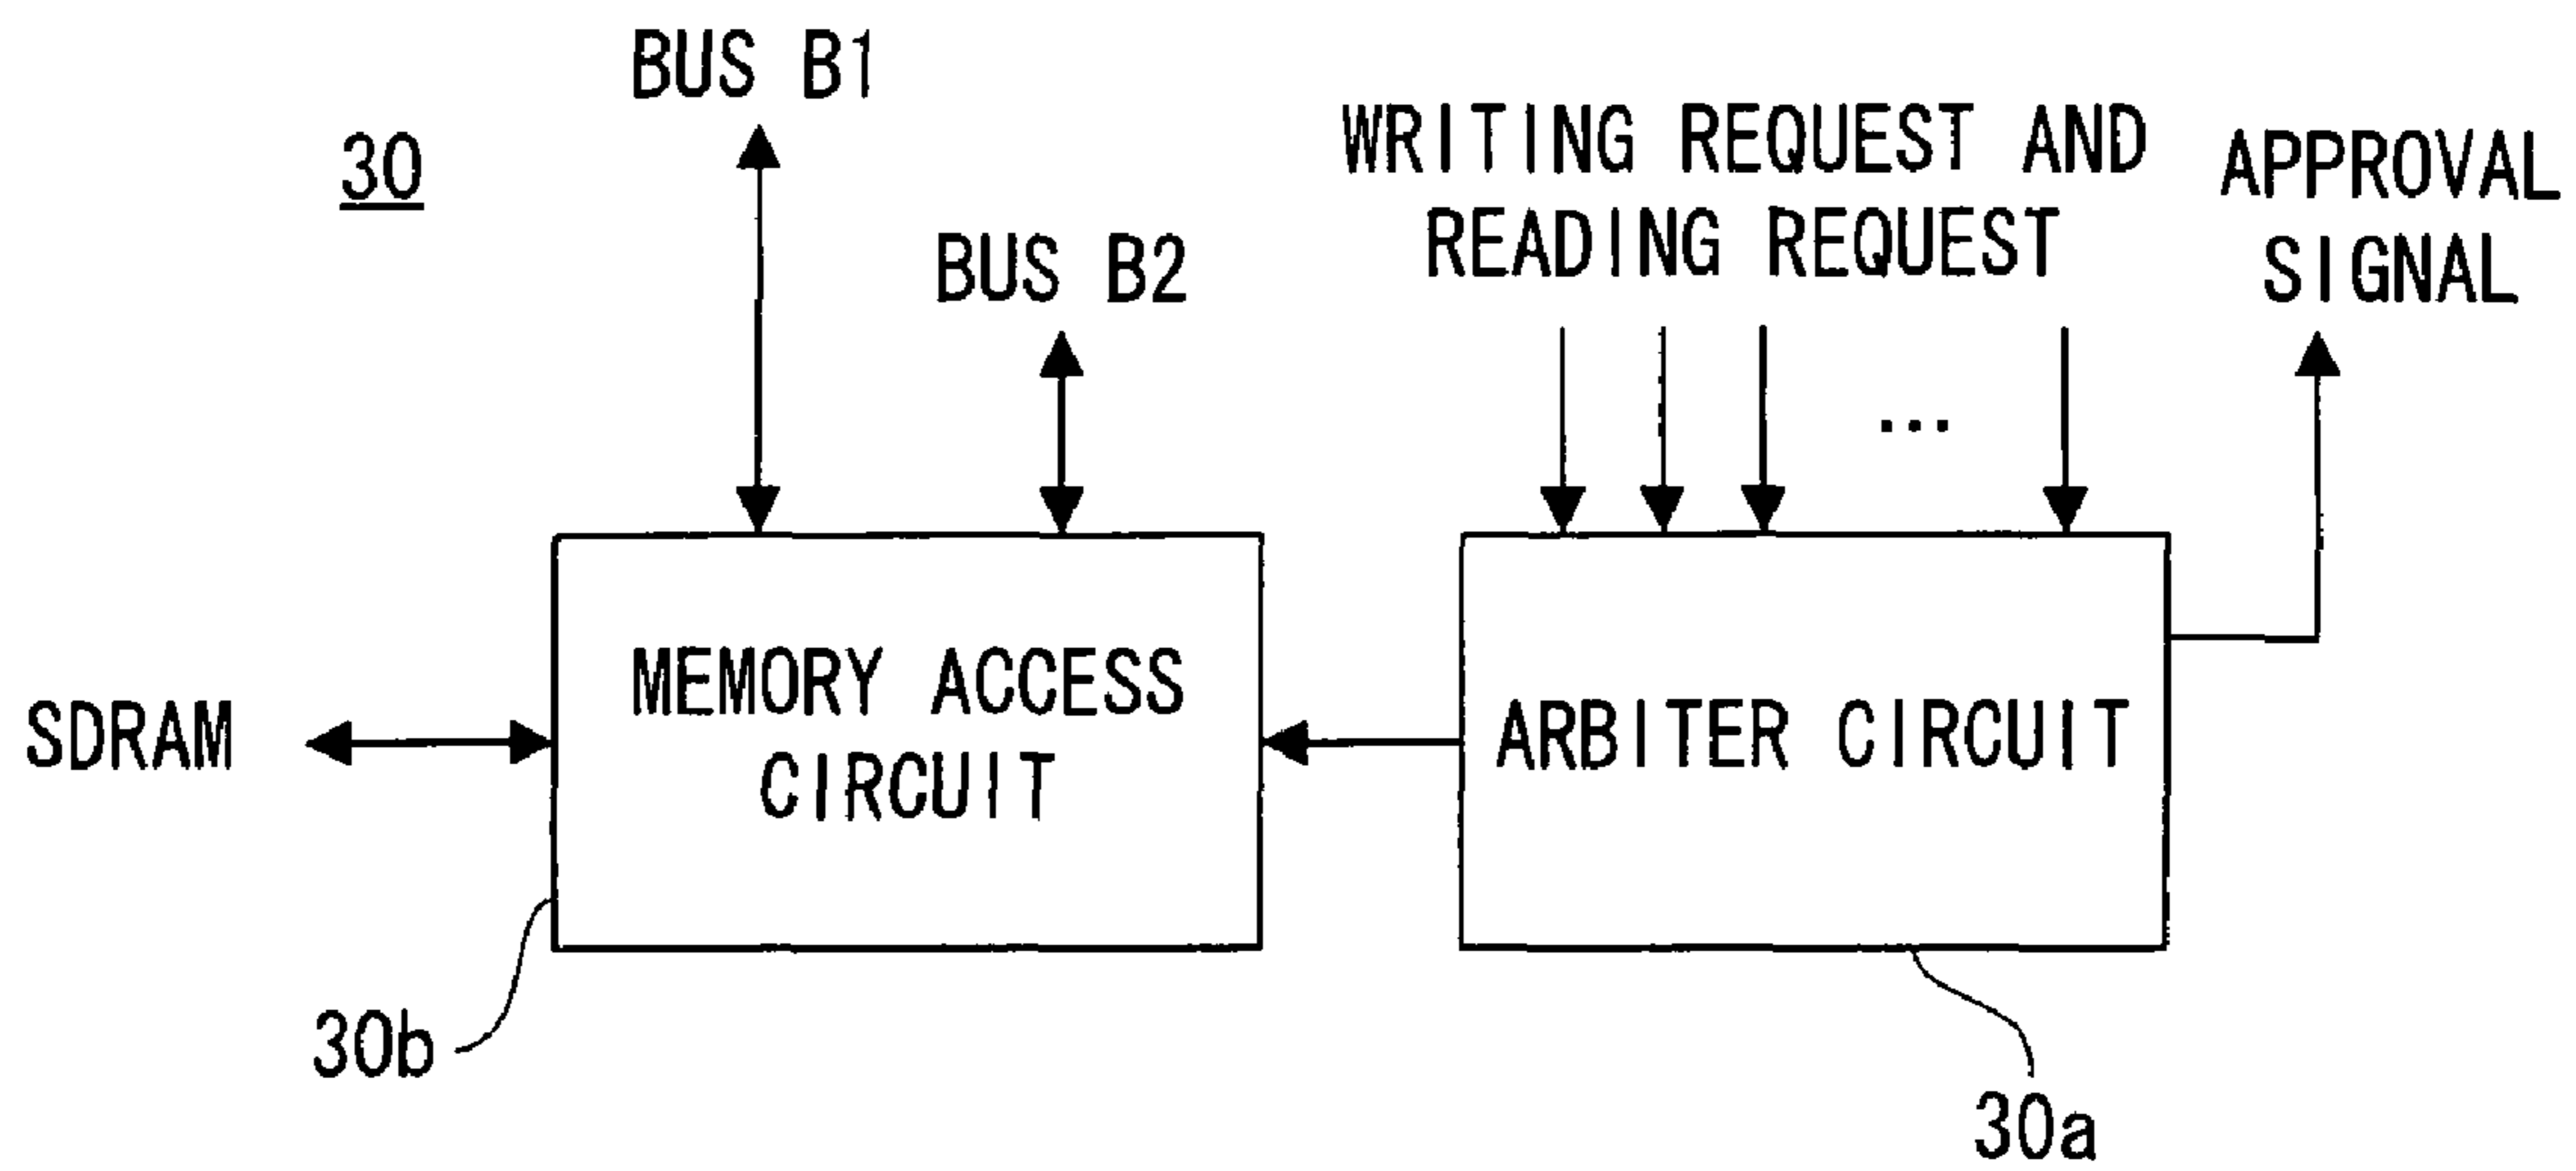 BUS B1
30
WRITING REQUEST AND
READING REQUEST
APPROVAL
SIGNAL
BUS B2
...
SDRAM
MEMORY ACCESS
CIRCUIT
ARBITER CIRCUIT
30b
30a